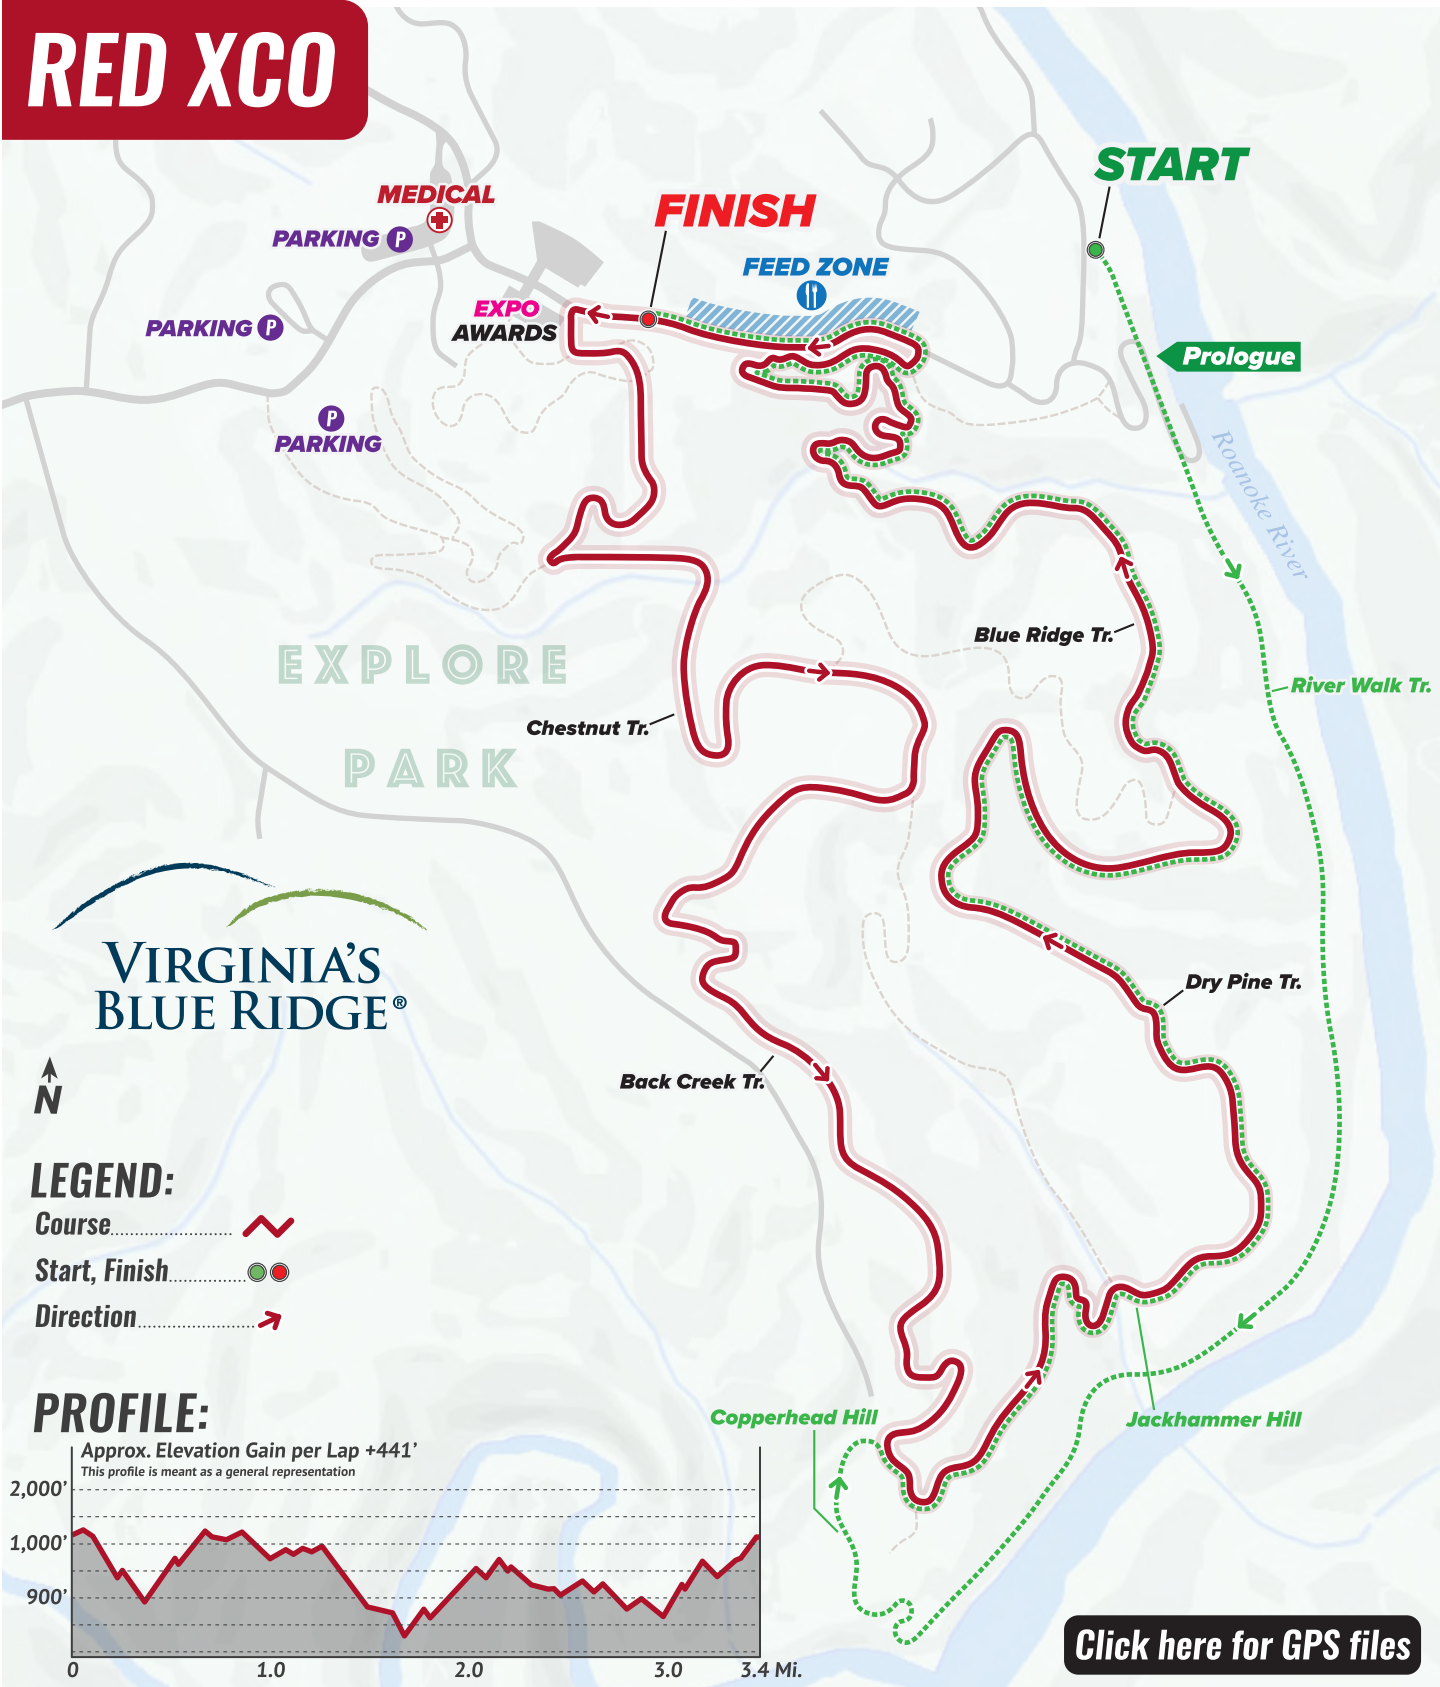 RED XCO
START
MEDICAL
PARKING P
FINISH
FEED ZONE
EXPO
AWARDS
PARKING P
Prologue
P
PARKING
Roanoke River
Blue Ridge Tr.
EXPLORE
PARK
River Walk Tr.
Chestnut Tr.
VIRGINIA'S
BLUE RIDGE®
Dry Pine Tr.
Back Creek Tr.
N
LEGEND:
Course
Start, Finish
Direction
Copperhead Hill
Jackhammer Hill
PROFILE:
Approx. Elevation Gain per Lap +441'
This profile is meant as a general representation
2,000'
1,000'
900'
0 1.0 2.0 3.0 3.4 Mi.
Click here for GPS files